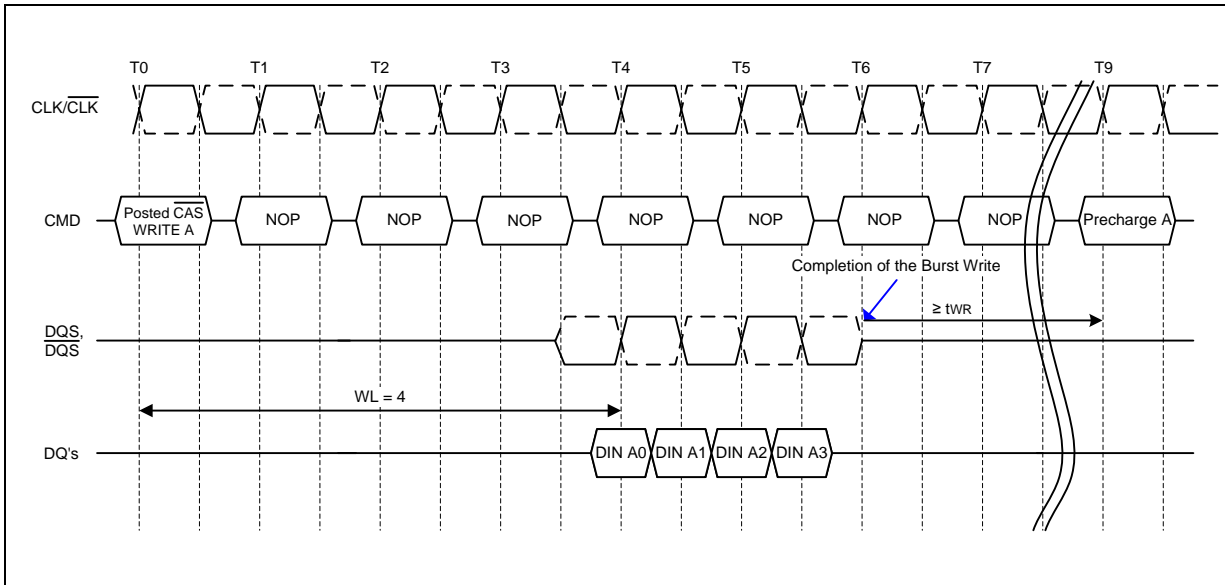 T0 T1 T2 T3 T4 T5 T6 T7 T9
CLK/CLK
CMD
Posted CAS
WRITE A
NOP NOP NOP NOP NOP NOP NOP Precharge A
Completion of the Burst Write
≥ tWR
DQS,
DQS
WL = 4
DQ's
DIN A0 DIN A1 DIN A2 DIN A3